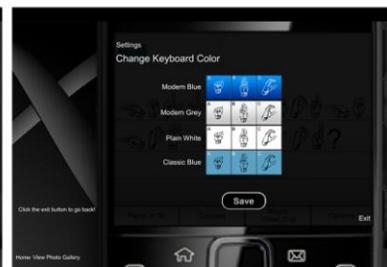 Settings
Change Keyboard Color
Modern Blue
A B C
Modern Grey
A B C
Plain White
A B C
Classic Blue
A B C
?
Save
Click the exit button to go back!
Exit
Home View Photo Gallery